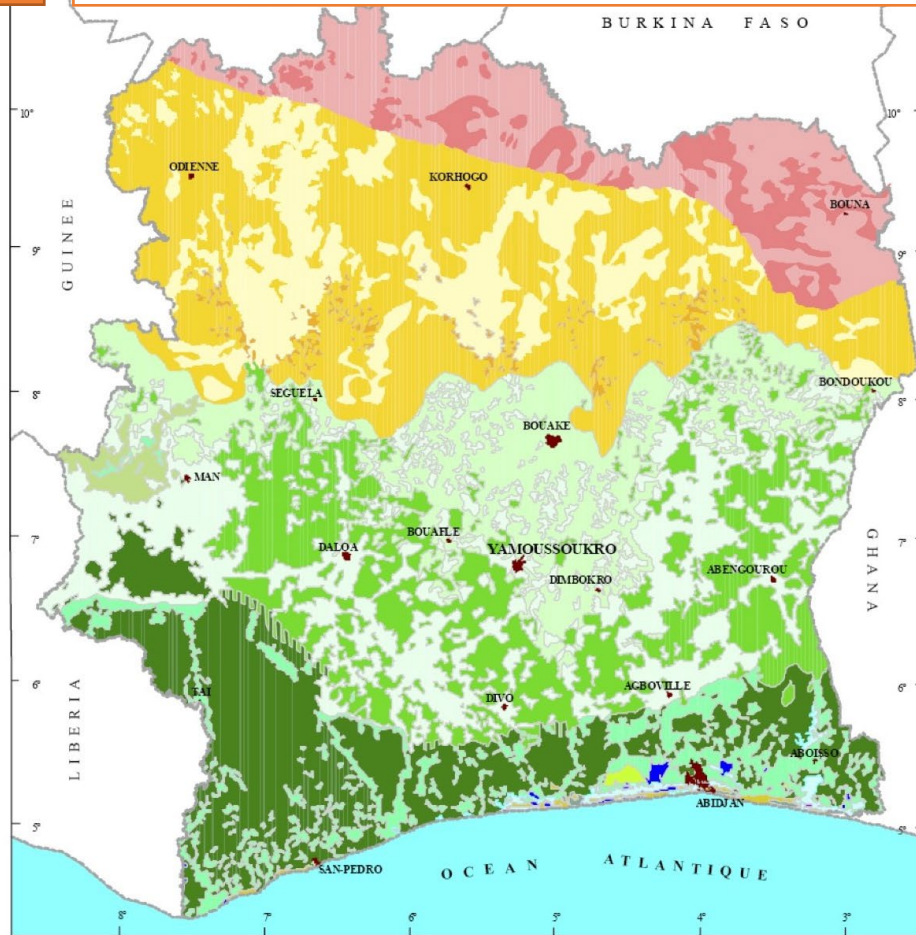 BURKINA FASO
10°
10°
ODIENNE
KORHOGO
BOUNA
GUINEE
9°
9°
SEGUELA
BONDOUKOU
8°
8°
BOUAKE
MAN
7°
7°
DALOA
BOUAFLE
YAMOUSSOUKRO
DIMBOKRO
ABENGOUROU
GHANA
6°
6°
LIBERIA
TAI
DIVO
AGBOVILLE
ABOISSO
ABIDJAN
5°
5°
SAN-PEDRO
OCEAN ATLANTIQUE
8° 7° 6° 5° 4° 3°